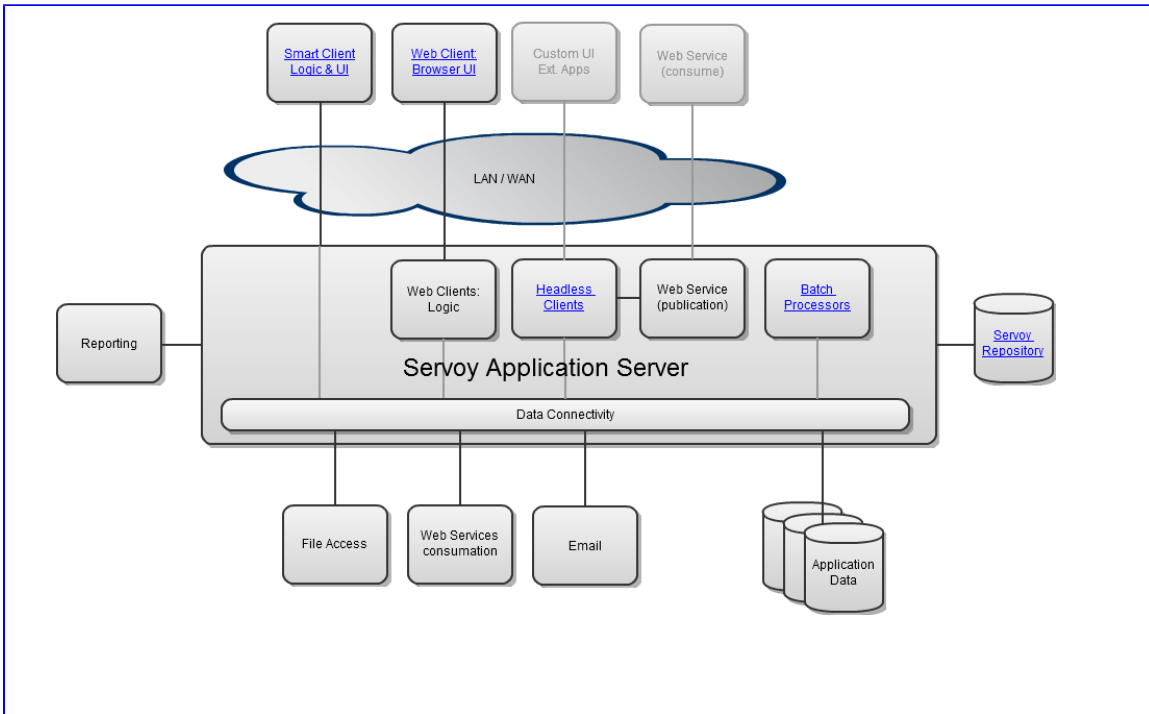 Smart Client
Logic & UI
Web Client:
Browser UI
Custom UI
Ext. Apps
Web Service
(consume)
LAN / WAN
Web Clients:
Logic
Headless
Clients
Web Service
(publication)
Batch
Processors
Reporting
Servoy
Repository
Servoy Application Server
Data Connectivity
File Access
Web Services
consumation
Email
Application
Data